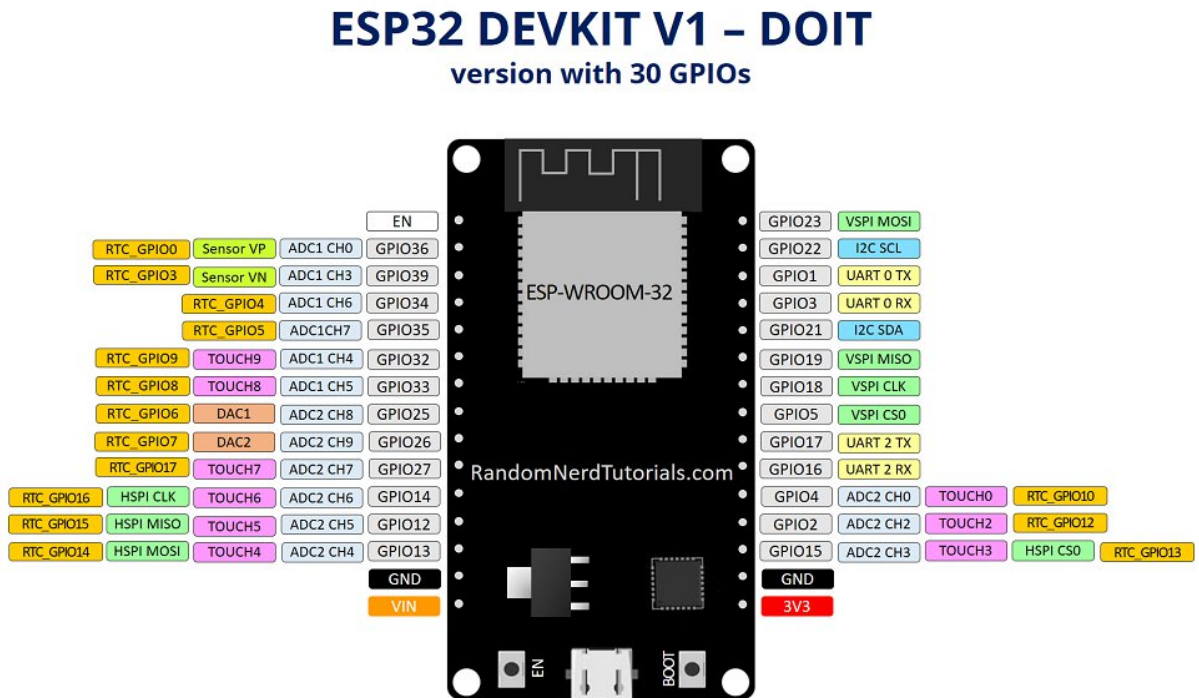 ESP32 DEVKIT V1 – DOIT
version with 30 GPIOs
EN GPIO23 VSPI MOSI
RTC_GPIO0 Sensor VP ADC1 CH0 GPIO36 GPIO22 I2C SCL
RTC_GPIO3 Sensor VN ADC1 CH3 GPIO39 GPIO1 UART 0 TX
RTC_GPIO4 ADC1 CH6 GPIO34 ESP-WROOM-32 GPIO3 UART 0 RX
RTC_GPIO5 ADC1CH7 GPIO35 GPIO21 I2C SDA
RTC_GPIO9 TOUCH9 ADC1 CH4 GPIO32 GPIO19 VSPI MISO
RTC_GPIO8 TOUCH8 ADC1 CH5 GPIO33 GPIO18 VSPI CLK
RTC_GPIO6 DAC1 ADC2 CH8 GPIO25 GPIO5 VSPI CS0
RTC_GPIO7 DAC2 ADC2 CH9 GPIO26 GPIO17 UART 2 TX
RTC_GPIO17 TOUCH7 ADC2 CH7 GPIO27 RandomNerdTutorials.com GPIO16 UART 2 RX
RTC_GPIO16 HSPI CLK TOUCH6 ADC2 CH6 GPIO14 GPIO4 ADC2 CH0 TOUCH0 RTC_GPIO10
RTC_GPIO15 HSPI MISO TOUCH5 ADC2 CH5 GPIO12 GPIO2 ADC2 CH2 TOUCH2 RTC_GPIO12
RTC_GPIO14 HSPI MOSI TOUCH4 ADC2 CH4 GPIO13 GPIO15 ADC2 CH3 TOUCH3 HSPI CS0 RTC_GPIO13
GND GND
VIN 3V3
EN BOOT